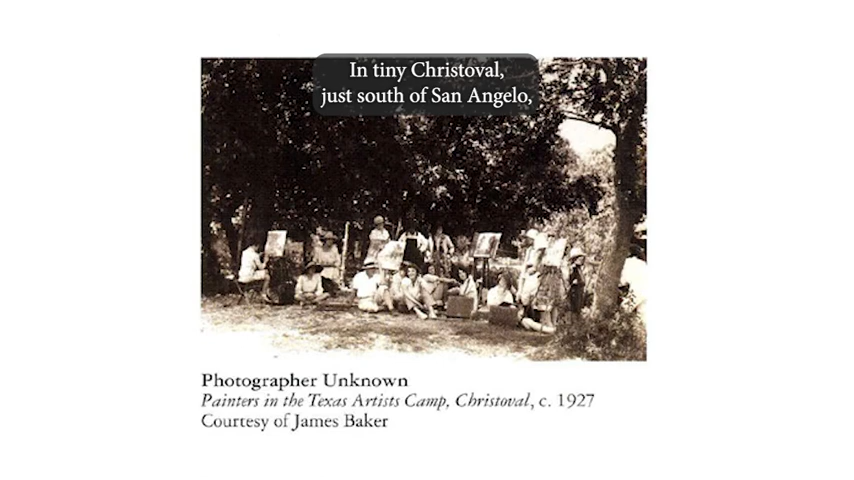 In tiny Christoval,
just south of San Angelo,
Photographer Unknown
Painters in the Texas Artists Camp, Christoval, c. 1927
Courtesy of James Baker